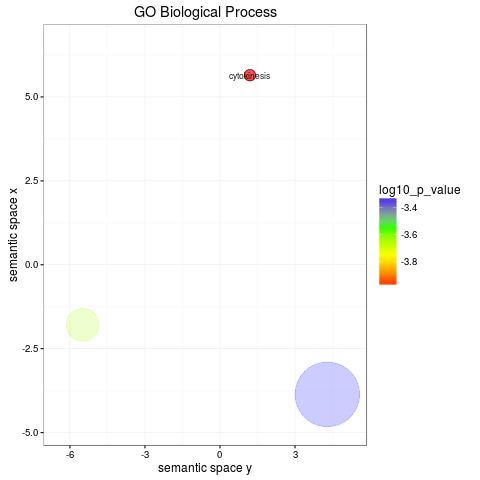 GO Biological Process
cytokinesis
5.0
2.5
0.0
-2.5
-5.0
semantic space x
-6
-3
0
3
semantic space y
log10_p_value
-3.4
-3.6
-3.8